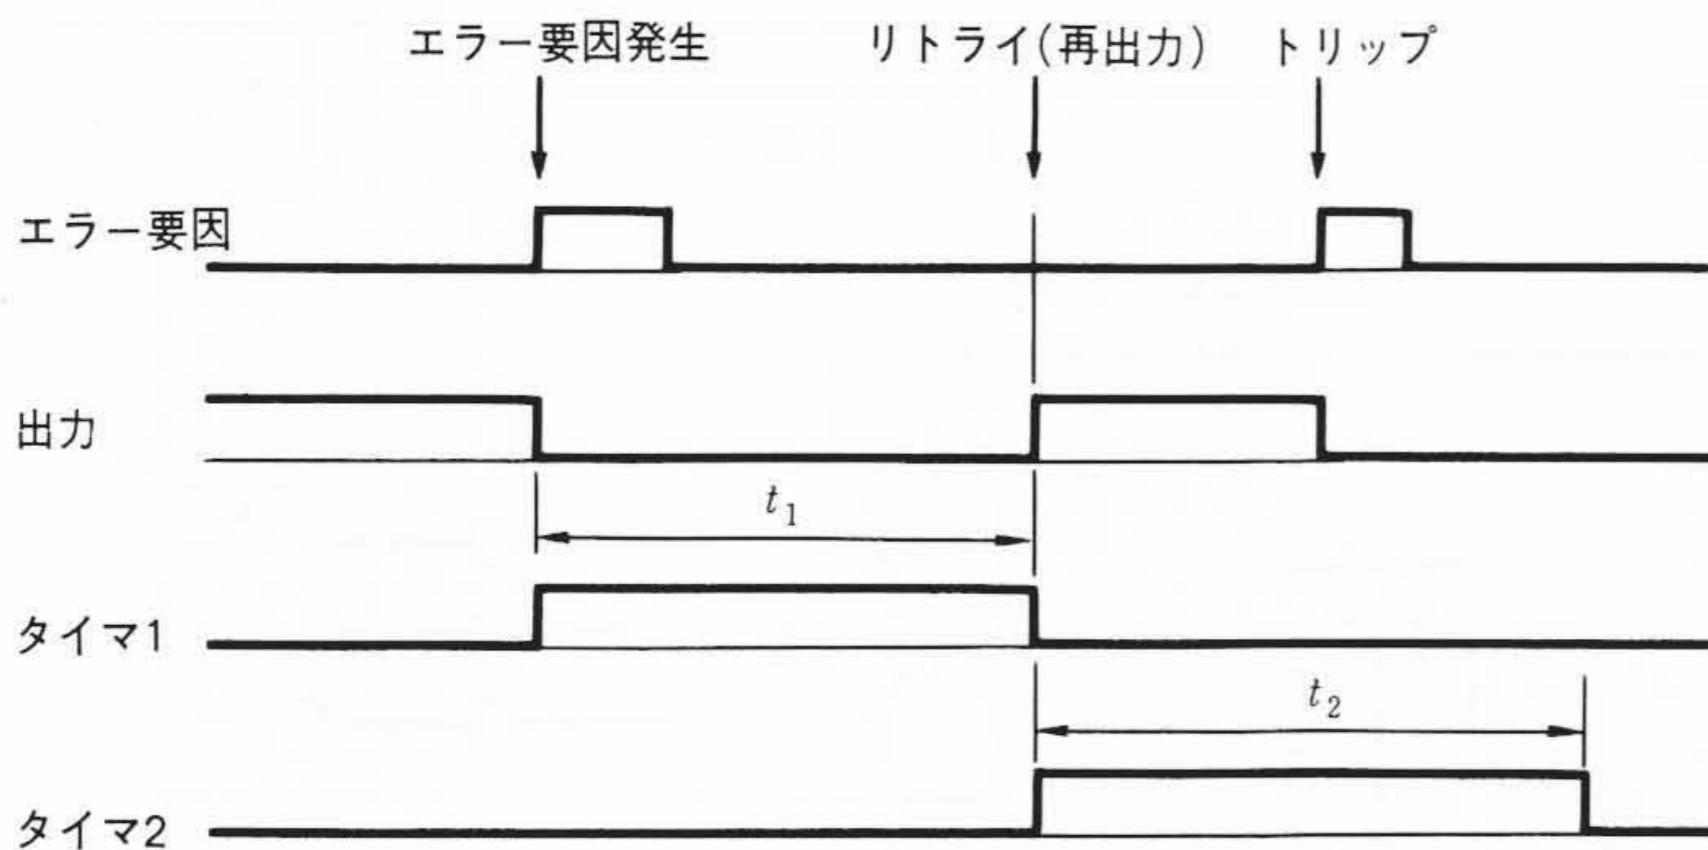 エラー要因発生
リトライ(再出力)
トリップ
エラー要因
出力
t₁
タイマ1
t₂
タイマ2